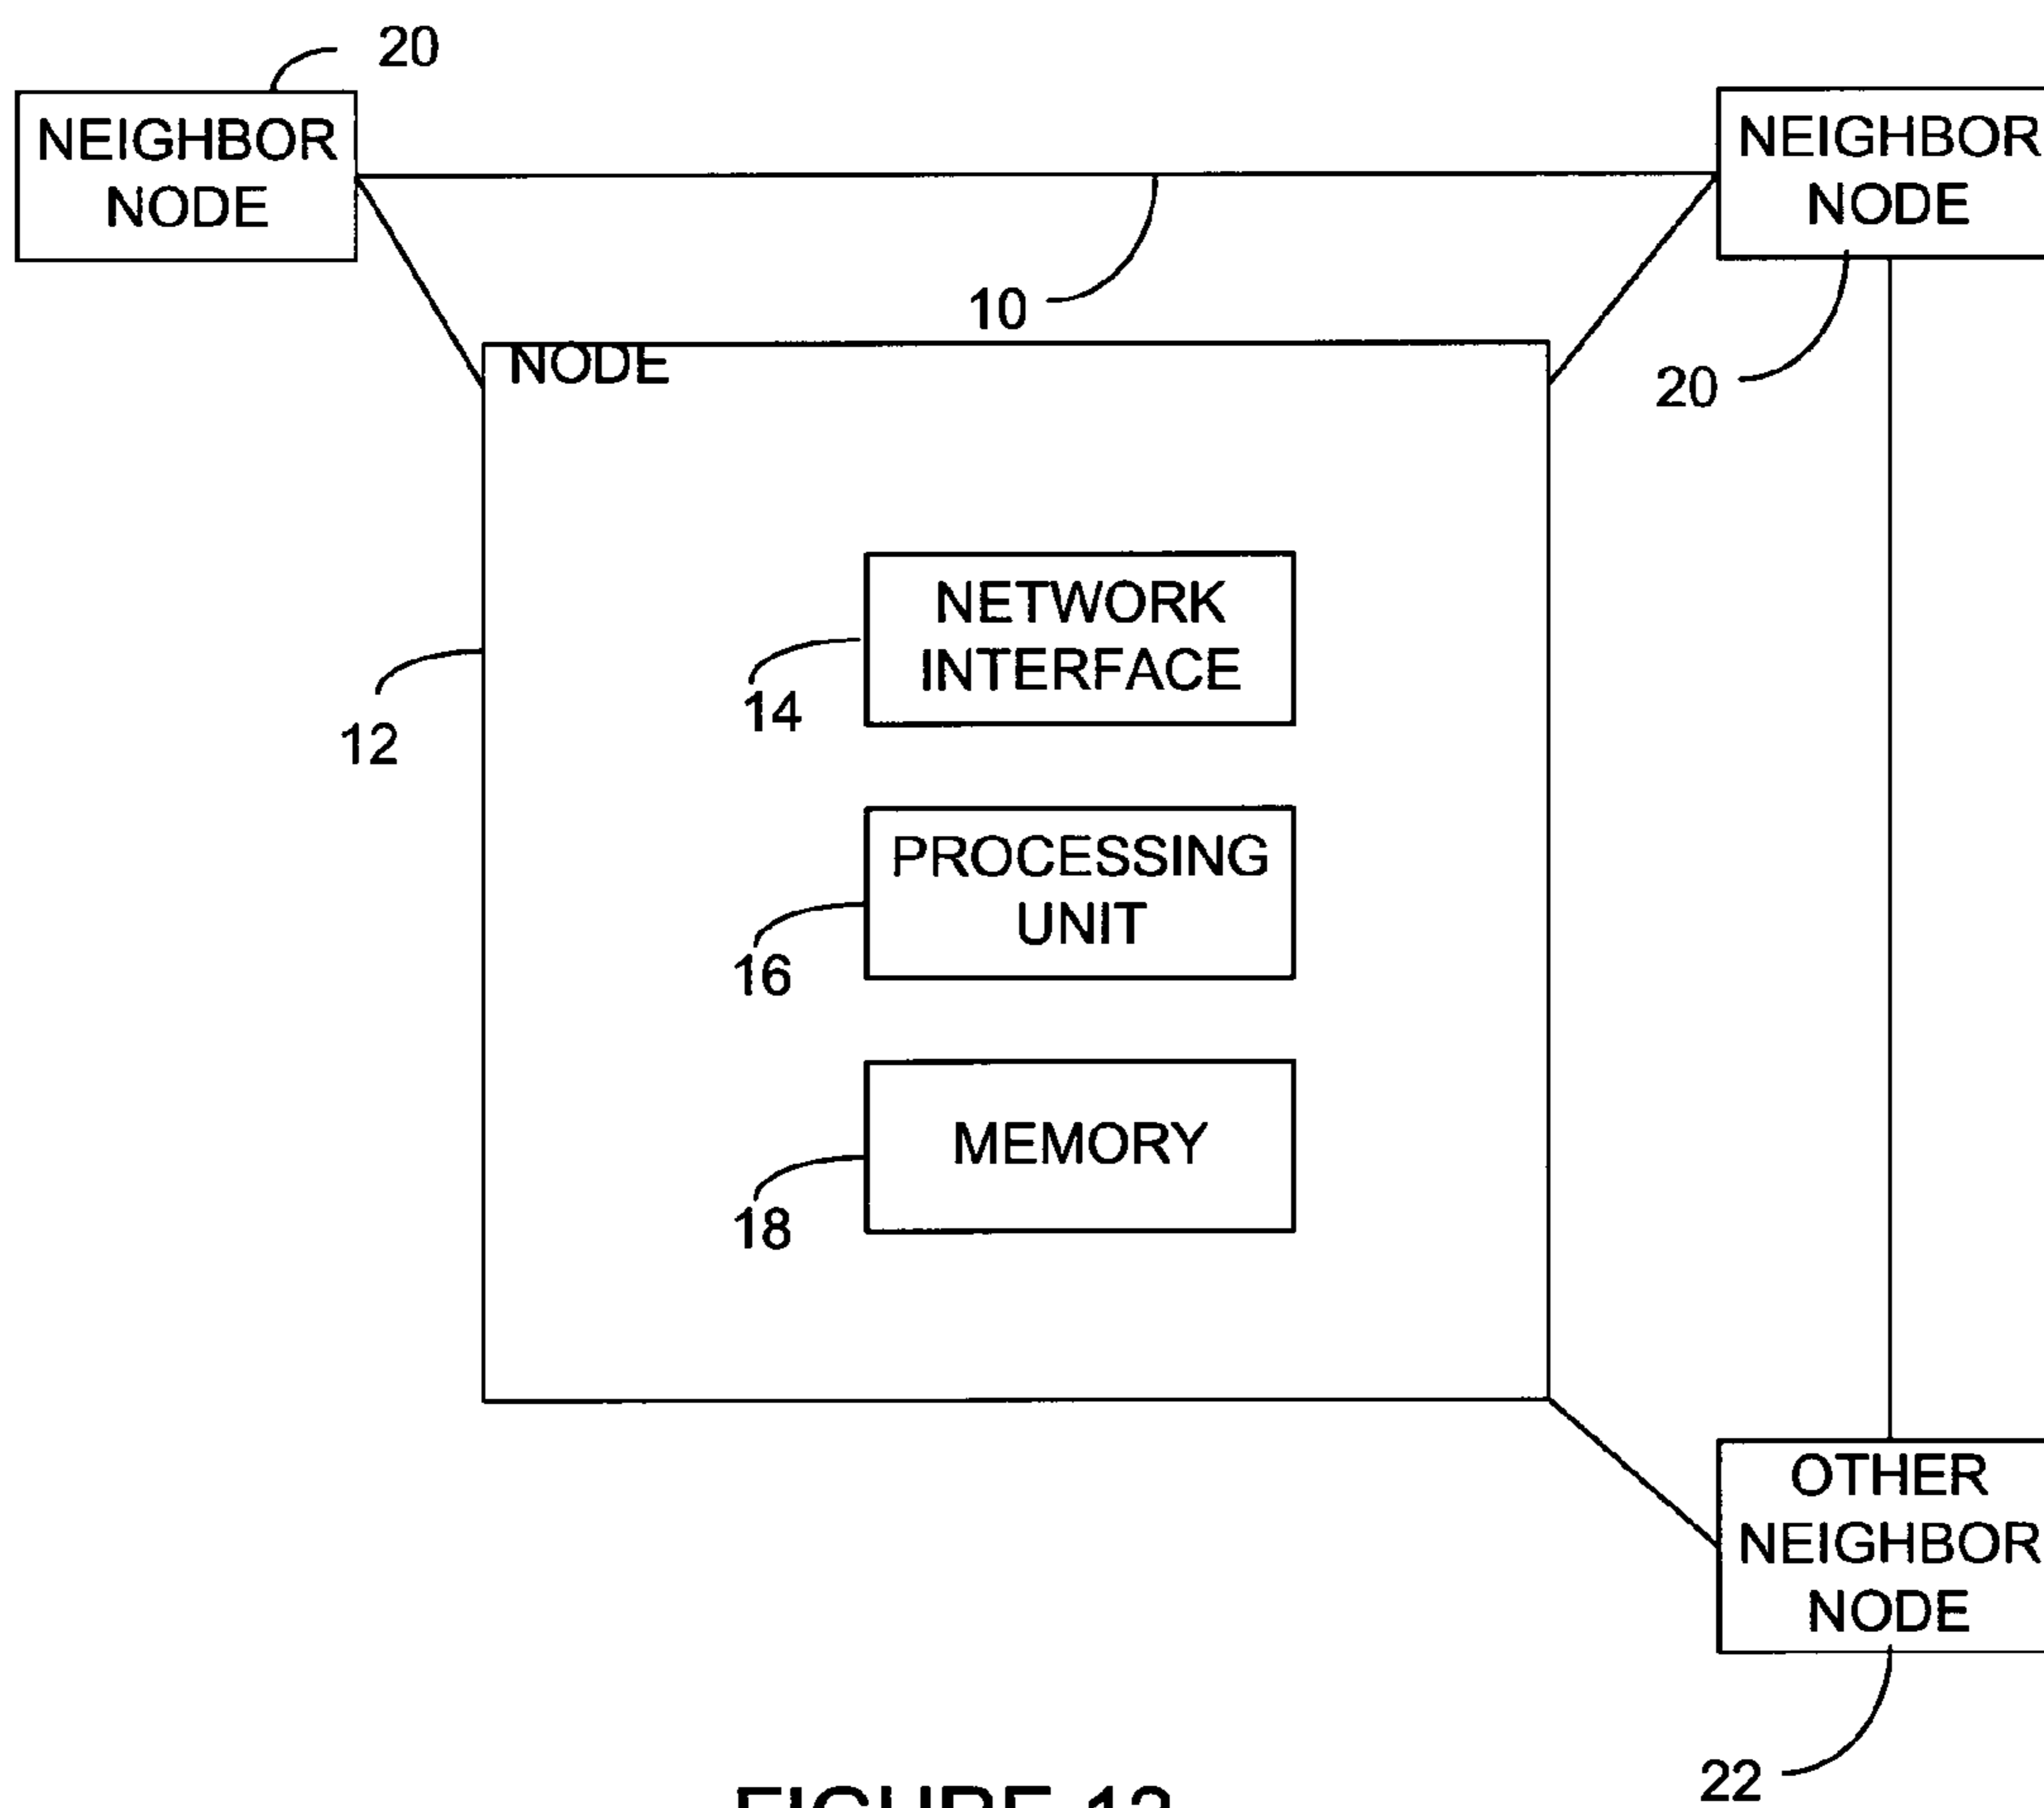 20
NEIGHBOR
NODE
NEIGHBOR
NODE
10
NODE
20
NETWORK
INTERFACE
14
12
PROCESSING
UNIT
16
MEMORY
18
OTHER
NEIGHBOR
NODE
22
FIGURE